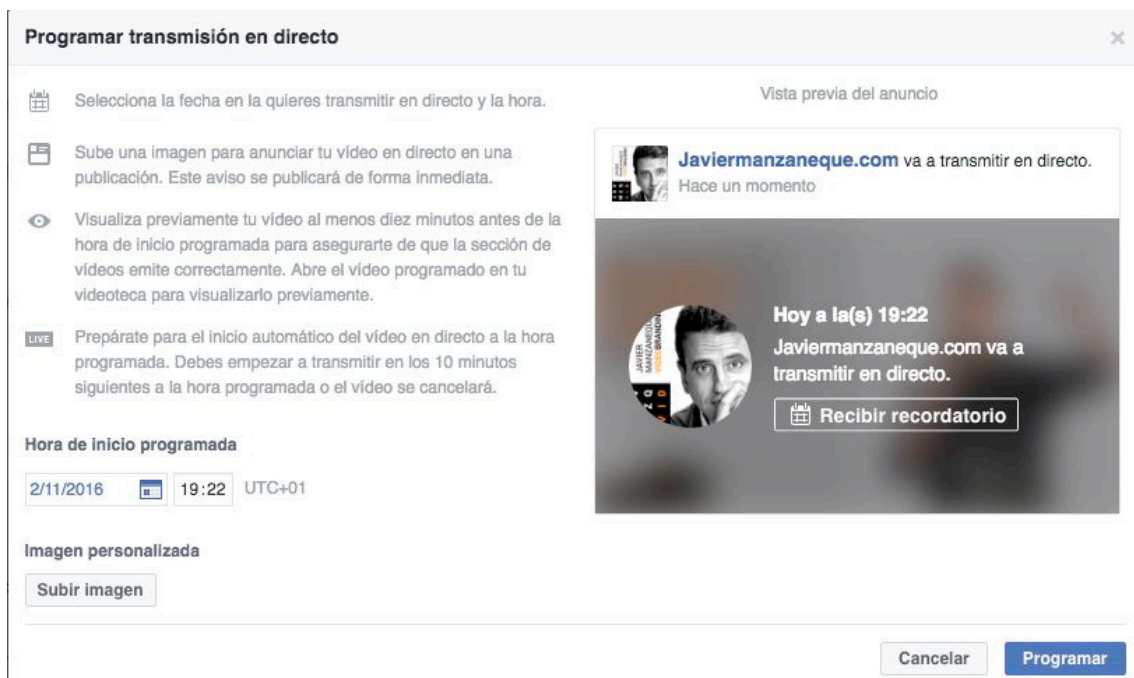 Programar transmisión en directo
Selecciona la fecha en la quieres transmitir en directo y la hora.
Sube una imagen para anunciar tu vídeo en directo en una
publicación. Este aviso se publicará de forma inmediata.
Visualiza previamente tu vídeo al menos diez minutos antes de la
hora de inicio programada para asegurarte de que la sección de
vídeos emite correctamente. Abre el vídeo programado en tu
videoteca para visualizarlo previamente.
LIVE
Prepárate para el inicio automático del vídeo en directo a la hora
programada. Debes empezar a transmitir en los 10 minutos
siguientes a la hora programada o el vídeo se cancelará.
Hora de inicio programada
2/11/2016 19:22 UTC+01
Imagen personalizada
Subir imagen
Vista previa del anuncio
Javiermanzaneque.com va a transmitir en directo.
Hace un momento
JAVIER
MANZANEQUE
Hoy a la(s) 19:22
Javiermanzaneque.com va a
transmitir en directo.
Recibir recordatorio
Cancelar
Programar